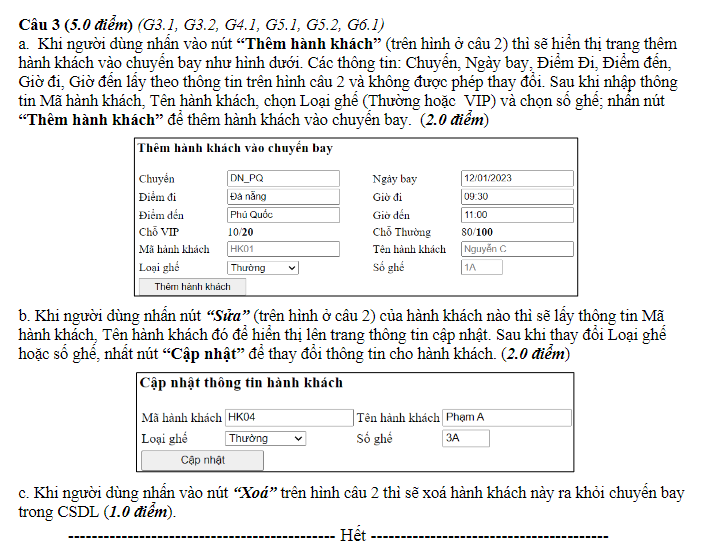 Câu 3 (5.0 điểm) (G3.1, G3.2, G4.1, G5.1, G5.2, G6.1)
a. Khi người dùng nhấn vào nút “Thêm hành khách” (trên hình ở câu 2) thì sẽ hiển thị trang thêm
hành khách vào chuyến bay như hình dưới. Các thông tin: Chuyến, Ngày bay, Điểm Đi, Điểm đến,
Giờ đi, Giờ đến lấy theo thông tin trên hình câu 2 và không được phép thay đổi. Sau khi nhập thông
tin Mã hành khách, Tên hành khách, chọn Loại ghế (Thường hoặc VIP) và chọn số ghế; nhấn nút
“Thêm hành khách” để thêm hành khách vào chuyến bay. (2.0 điểm)
Thêm hành khách vào chuyến bay
Chuyến DN_PQ Ngày bay 12/01/2023
Điểm đi Đà nẵng Giờ đi 09:30
Điểm đến Phú Quốc Giờ đến 11:00
Chỗ VIP 10/20 Chỗ Thường 80/100
Mã hành khách HK01 Tên hành khách Nguyễn C
Loại ghế Thường Số ghế 1A
Thêm hành khách
b. Khi người dùng nhấn nút “Sửa” (trên hình ở câu 2) của hành khách nào thì sẽ lấy thông tin Mã
hành khách, Tên hành khách đó để hiển thị lên trang thông tin cập nhật. Sau khi thay đổi Loại ghế
hoặc số ghế, nhất nút “Cập nhật” để thay đổi thông tin cho hành khách. (2.0 điểm)
Cập nhật thông tin hành khách
Mã hành khách HK04 Tên hành khách Phạm A
Loại ghế Thường Số ghế 3A
Cập nhật
c. Khi người dùng nhấn vào nút “Xoá” trên hình câu 2 thì sẽ xoá hành khách này ra khỏi chuyến bay
trong CSDL (1.0 điểm).
--------------------------------------------- Hết ----------------------------------------